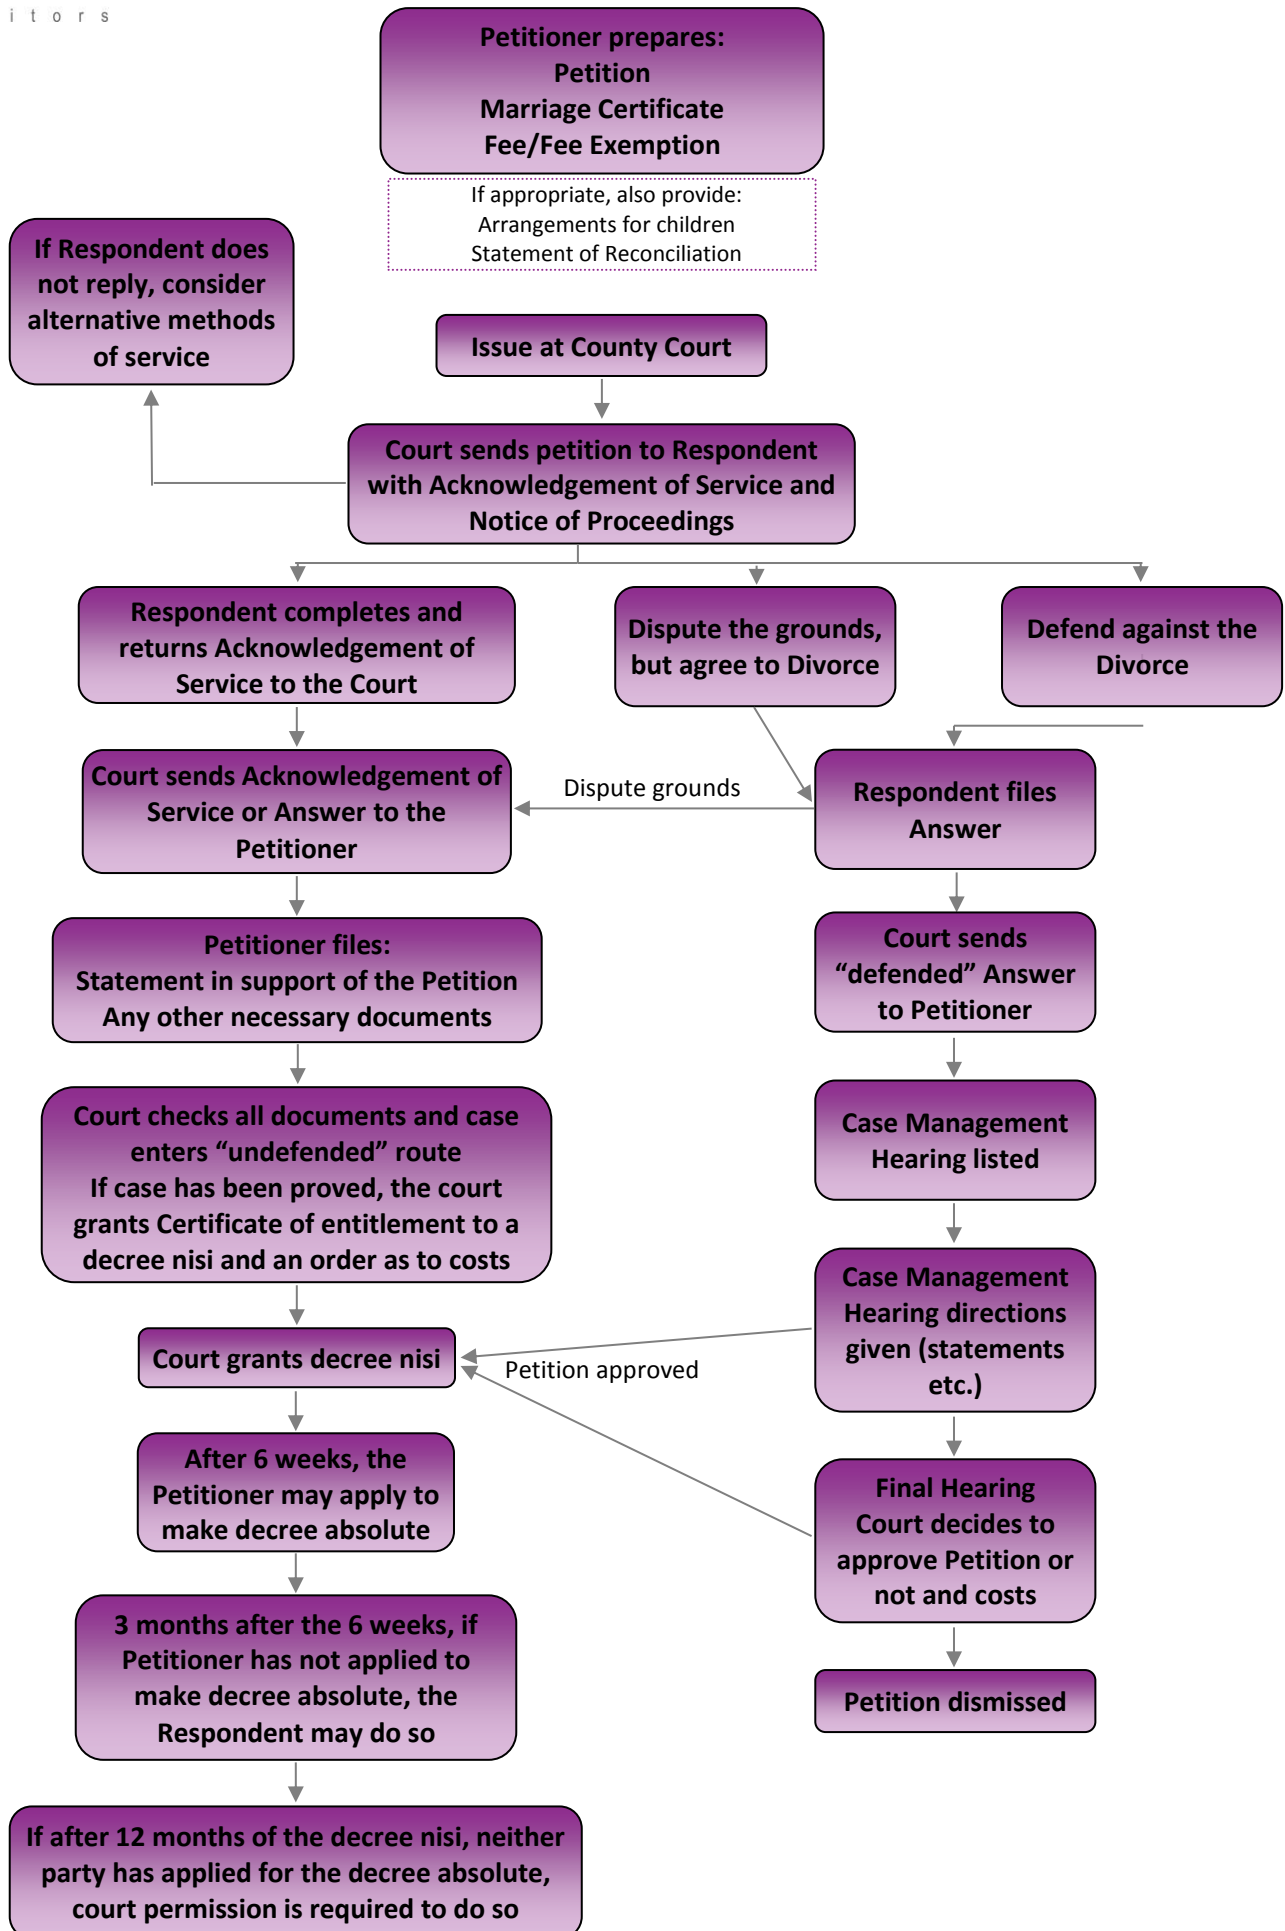 i t o r s
Petitioner prepares:
Petition
Marriage Certificate
Fee/Fee Exemption
If appropriate, also provide:
Arrangements for children
Statement of Reconciliation
If Respondent does
not reply, consider
alternative methods
of service
Issue at County Court
Court sends petition to Respondent
with Acknowledgement of Service and
Notice of Proceedings
Respondent completes and
returns Acknowledgement of
Service to the Court
Dispute the grounds,
but agree to Divorce
Defend against the
Divorce
Court sends Acknowledgement of
Service or Answer to the
Petitioner
Dispute grounds
Respondent files
Answer
Petitioner files:
Statement in support of the Petition
Any other necessary documents
Court sends
“defended” Answer
to Petitioner
Court checks all documents and case
enters “undefended” route
If case has been proved, the court
grants Certificate of entitlement to a
decree nisi and an order as to costs
Case Management
Hearing listed
Case Management
Hearing directions
given (statements
etc.)
Court grants decree nisi
Petition approved
After 6 weeks, the
Petitioner may apply to
make decree absolute
Final Hearing
Court decides to
approve Petition or
not and costs
3 months after the 6 weeks, if
Petitioner has not applied to
make decree absolute, the
Respondent may do so
Petition dismissed
If after 12 months of the decree nisi, neither
party has applied for the decree absolute,
court permission is required to do so